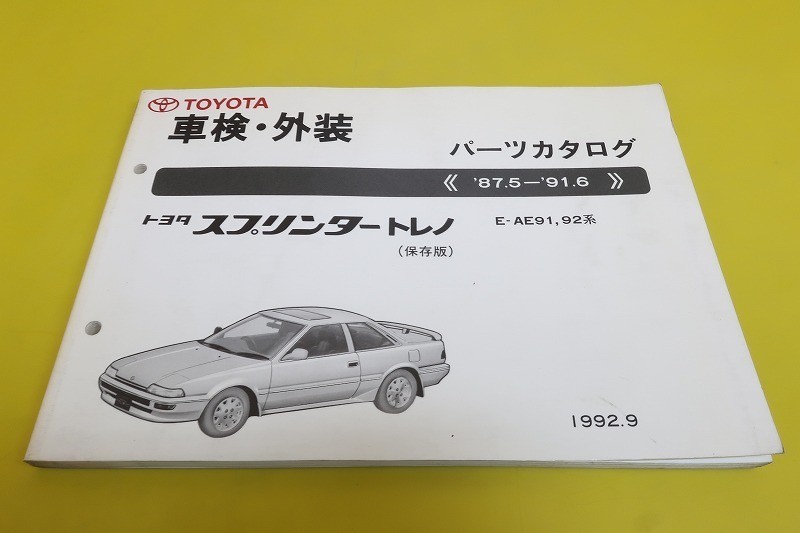 TOYOTA
車検・外装
パーツカタログ
《 '87.5－'91.6 》
トヨタ スプリンタートレノ
E-AE91,92系
(保存版)
1992.9